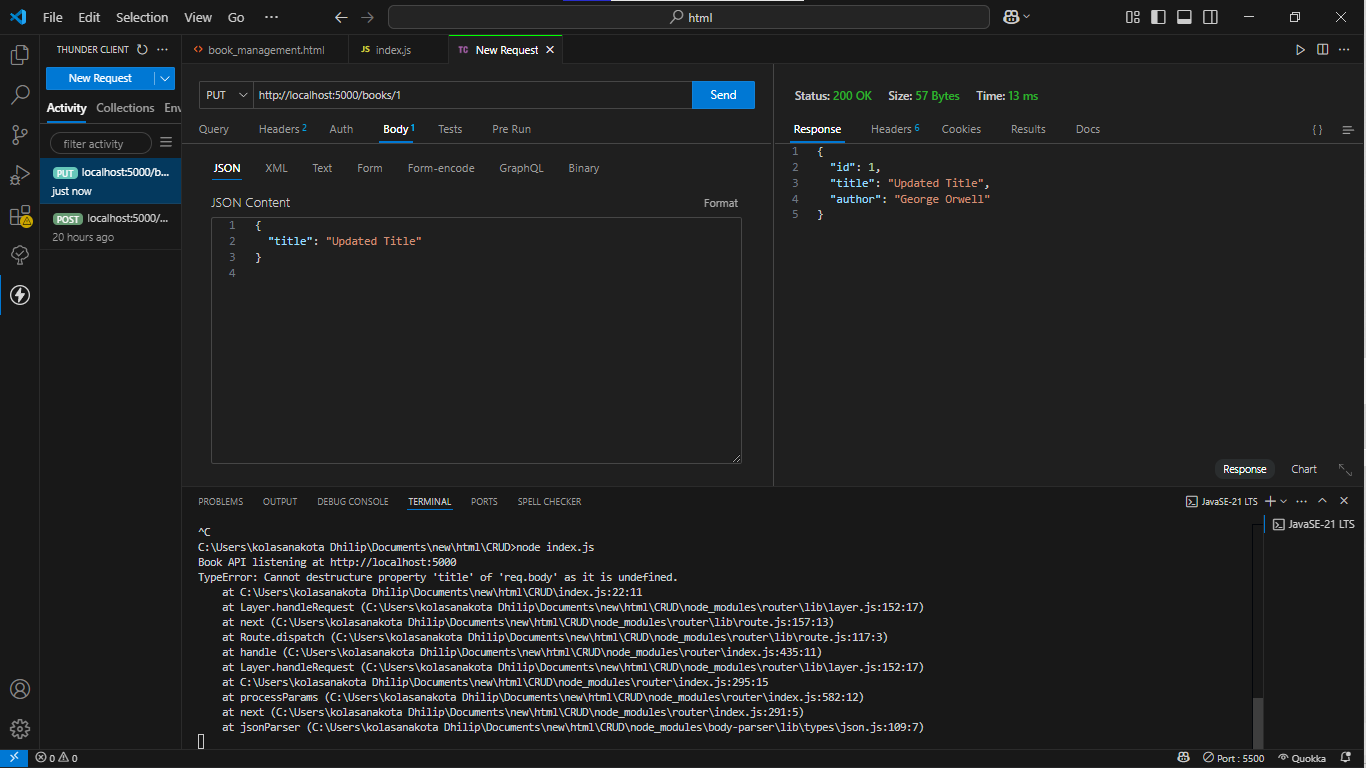 File Edit Selection View Go ··· html
THUNDER CLIENT ···
New Request
Activity Collections Env
filter activity
PUT localhost:5000/b...
just now
POST localhost:5000/...
20 hours ago
<> book_management.html JS index.js TC New Request
PUT http://localhost:5000/books/1 Send
Query Headers 2 Auth Body 1 Tests Pre Run
JSON XML Text Form Form-encode GraphQL Binary
JSON Content Format
1 {
2 "title": "Updated Title"
3 }
4
Status: 200 OK Size: 57 Bytes Time: 13 ms
Response Headers 6 Cookies Results Docs { }
1 {
2 "id": 1,
3 "title": "Updated Title",
4 "author": "George Orwell"
5 }
Response Chart
PROBLEMS OUTPUT DEBUG CONSOLE TERMINAL PORTS SPELL CHECKER JavaSE-21 LTS
JavaSE-21 LTS
^C
C:\Users\kolasanakota Dhilip\Documents\new\html\CRUD>node index.js
Book API listening at http://localhost:5000
TypeError: Cannot destructure property 'title' of 'req.body' as it is undefined.
at C:\Users\kolasanakota Dhilip\Documents\new\html\CRUD\index.js:22:11
at Layer.handleRequest (C:\Users\kolasanakota Dhilip\Documents\new\html\CRUD\node_modules\router\lib\layer.js:152:17)
at next (C:\Users\kolasanakota Dhilip\Documents\new\html\CRUD\node_modules\router\lib\route.js:157:13)
at Route.dispatch (C:\Users\kolasanakota Dhilip\Documents\new\html\CRUD\node_modules\router\lib\route.js:117:3)
at handle (C:\Users\kolasanakota Dhilip\Documents\new\html\CRUD\node_modules\router\index.js:435:11)
at Layer.handleRequest (C:\Users\kolasanakota Dhilip\Documents\new\html\CRUD\node_modules\router\lib\layer.js:152:17)
at C:\Users\kolasanakota Dhilip\Documents\new\html\CRUD\node_modules\router\index.js:295:15
at processParams (C:\Users\kolasanakota Dhilip\Documents\new\html\CRUD\node_modules\router\index.js:582:12)
at next (C:\Users\kolasanakota Dhilip\Documents\new\html\CRUD\node_modules\router\index.js:291:5)
at jsonParser (C:\Users\kolasanakota Dhilip\Documents\new\html\CRUD\node_modules\body-parser\lib\types\json.js:109:7)
0 0 Port : 5500 Quokka